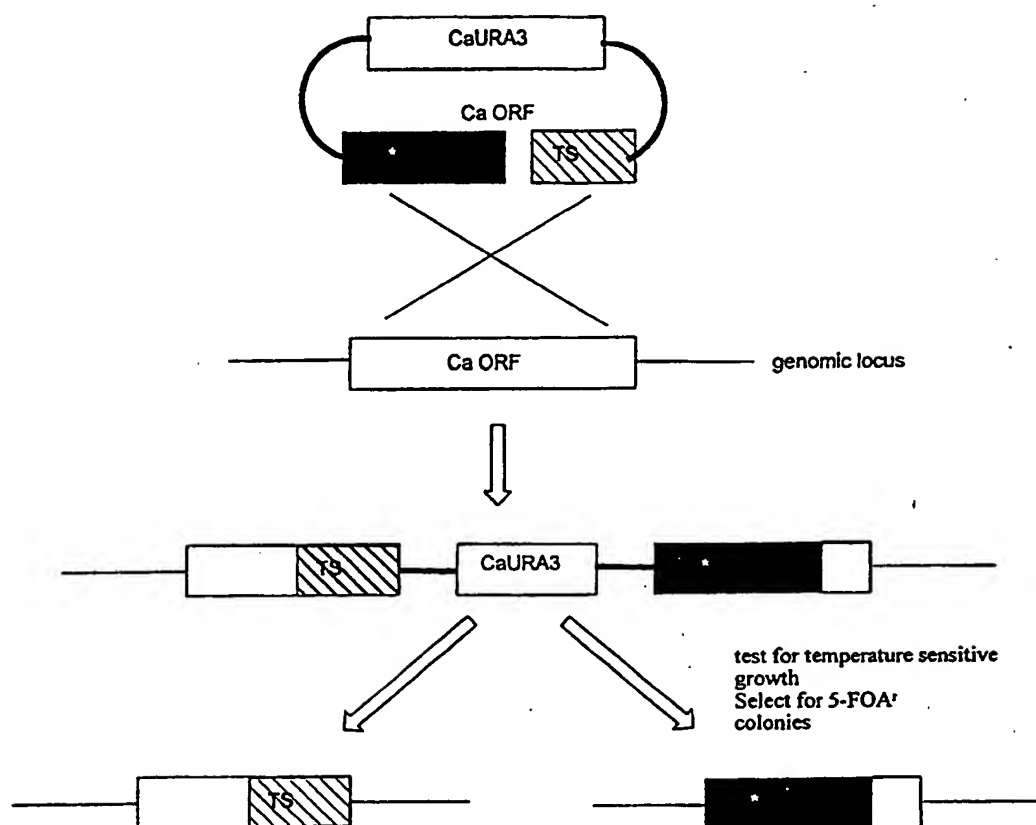 CaURA3
Ca ORF
*
TS
Ca ORF
genomic locus
TS
CaURA3
*
test for temperature sensitive
growth
Select for 5-FOAʳ
colonies
TS
*